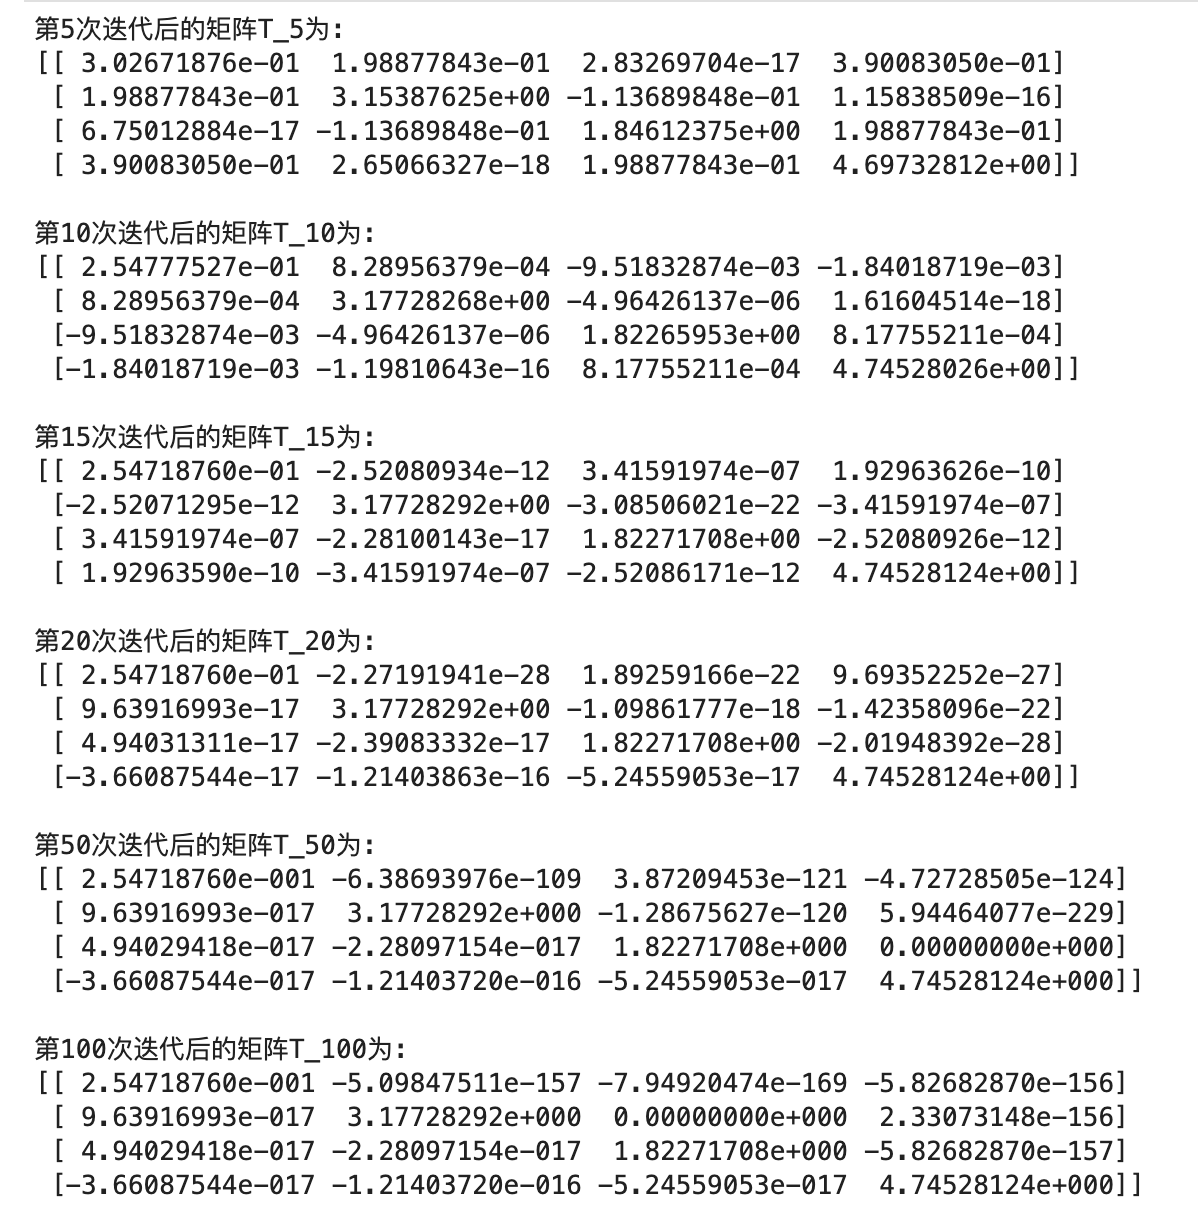 第5次迭代后的矩阵T_5为:
[[ 3.02671876e-01  1.98877843e-01  2.83269704e-17  3.90083050e-01]
 [ 1.98877843e-01  3.15387625e+00 -1.13689848e-01  1.15838509e-16]
 [ 6.75012884e-17 -1.13689848e-01  1.84612375e+00  1.98877843e-01]
 [ 3.90083050e-01  2.65066327e-18  1.98877843e-01  4.69732812e+00]]
第10次迭代后的矩阵T_10为:
[[ 2.54777527e-01  8.28956379e-04 -9.51832874e-03 -1.84018719e-03]
 [ 8.28956379e-04  3.17728268e+00 -4.96426137e-06  1.61604514e-18]
 [-9.51832874e-03 -4.96426137e-06  1.82265953e+00  8.17755211e-04]
 [-1.84018719e-03 -1.19810643e-16  8.17755211e-04  4.74528026e+00]]
第15次迭代后的矩阵T_15为:
[[ 2.54718760e-01 -2.52080934e-12  3.41591974e-07  1.92963626e-10]
 [-2.52071295e-12  3.17728292e+00 -3.08506021e-22 -3.41591974e-07]
 [ 3.41591974e-07 -2.28100143e-17  1.82271708e+00 -2.52080926e-12]
 [ 1.92963590e-10 -3.41591974e-07 -2.52086171e-12  4.74528124e+00]]
第20次迭代后的矩阵T_20为:
[[ 2.54718760e-01 -2.27191941e-28  1.89259166e-22  9.69352252e-27]
 [ 9.63916993e-17  3.17728292e+00 -1.09861777e-18 -1.42358096e-22]
 [ 4.94031311e-17 -2.39083332e-17  1.82271708e+00 -2.01948392e-28]
 [-3.66087544e-17 -1.21403863e-16 -5.24559053e-17  4.74528124e+00]]
第50次迭代后的矩阵T_50为:
[[ 2.54718760e-001 -6.38693976e-109  3.87209453e-121 -4.72728505e-124]
 [ 9.63916993e-017  3.17728292e+000 -1.28675627e-120  5.94464077e-229]
 [ 4.94029418e-017 -2.28097154e-017  1.82271708e+000  0.00000000e+000]
 [-3.66087544e-017 -1.21403720e-016 -5.24559053e-017  4.74528124e+000]]
第100次迭代后的矩阵T_100为:
[[ 2.54718760e-001 -5.09847511e-157 -7.94920474e-169 -5.82682870e-156]
 [ 9.63916993e-017  3.17728292e+000  0.00000000e+000  2.33073148e-156]
 [ 4.94029418e-017 -2.28097154e-017  1.82271708e+000 -5.82682870e-157]
 [-3.66087544e-017 -1.21403720e-016 -5.24559053e-017  4.74528124e+000]]